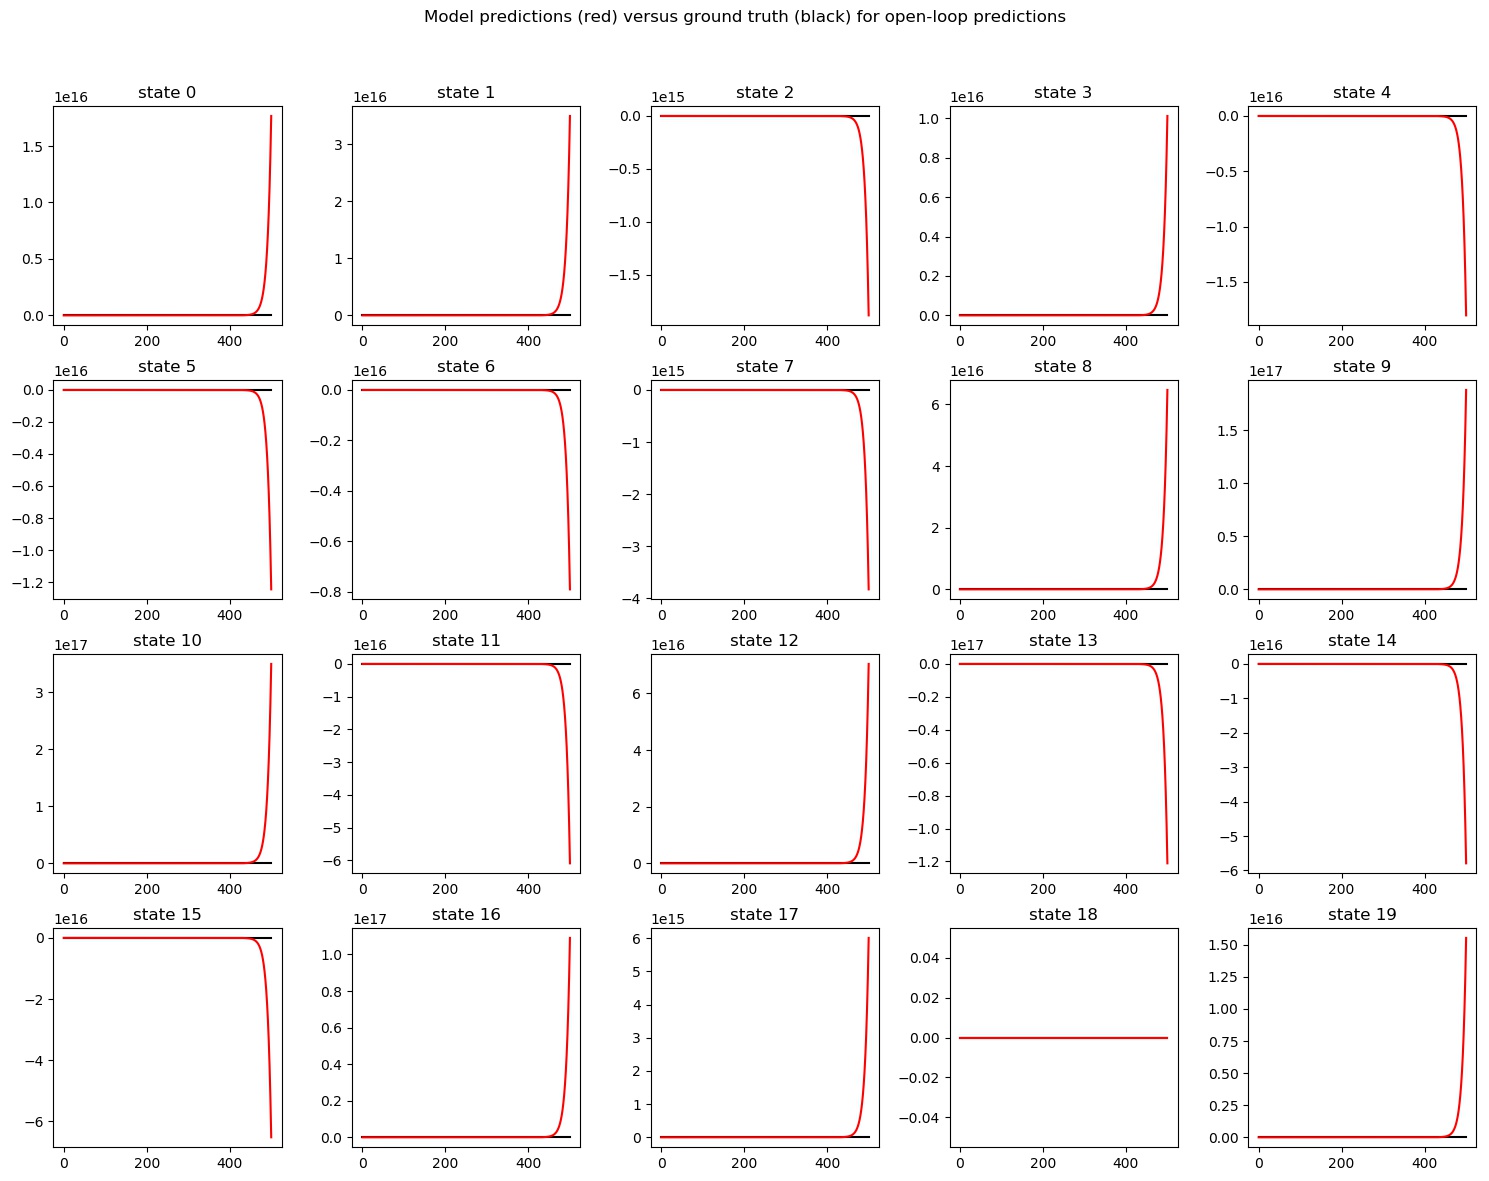 Model predictions (red) versus ground truth (black) for open-loop predictions
1e16 state 0
1.5
1.0
0.5
0.0
0 200 400
1e16 state 1
3
2
1
0
0 200 400
1e15 state 2
0.0
−0.5
−1.0
−1.5
0 200 400
1e16 state 3
1.0
0.8
0.6
0.4
0.2
0.0
0 200 400
1e16 state 4
0.0
−0.5
−1.0
−1.5
0 200 400
1e16 state 5
0.0
−0.2
−0.4
−0.6
−0.8
−1.0
−1.2
0 200 400
1e16 state 6
0.0
−0.2
−0.4
−0.6
−0.8
0 200 400
1e15 state 7
0
−1
−2
−3
−4
0 200 400
1e16 state 8
6
4
2
0
0 200 400
1e17 state 9
1.5
1.0
0.5
0.0
0 200 400
1e17 state 10
3
2
1
0
0 200 400
1e16 state 11
0
−1
−2
−3
−4
−5
−6
0 200 400
1e16 state 12
6
4
2
0
0 200 400
1e17 state 13
0.0
−0.2
−0.4
−0.6
−0.8
−1.0
−1.2
0 200 400
1e16 state 14
0
−1
−2
−3
−4
−5
−6
0 200 400
1e16 state 15
0
−2
−4
−6
0 200 400
1e17 state 16
1.0
0.8
0.6
0.4
0.2
0.0
0 200 400
1e15 state 17
6
5
4
3
2
1
0
0 200 400
state 18
0.04
0.02
0.00
−0.02
−0.04
0 200 400
1e16 state 19
1.50
1.25
1.00
0.75
0.50
0.25
0.00
0 200 400